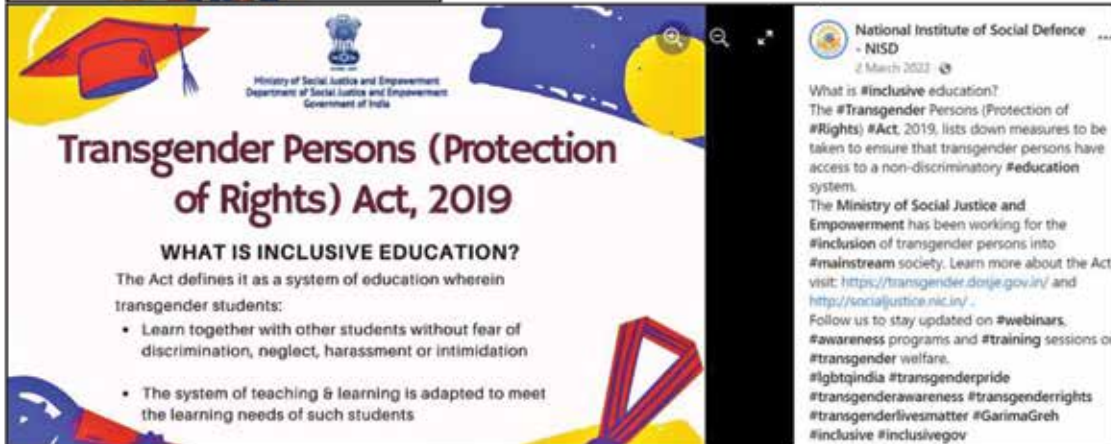 Ministry of Social Justice and Empowerment
Department of Social Justice and Empowerment
Government of India
Transgender Persons (Protection
of Rights) Act, 2019
WHAT IS INCLUSIVE EDUCATION?
The Act defines it as a system of education wherein
transgender students:
• Learn together with other students without fear of
discrimination, neglect, harassment or intimidation
• The system of teaching & learning is adapted to meet
the learning needs of such students
National Institute of Social Defence
- NISD
2 March 2022
What is #inclusive education?
The #Transgender Persons (Protection of
#Rights) #Act, 2019, lists down measures to be
taken to ensure that transgender persons have
access to a non-discriminatory #education
system.
The Ministry of Social Justice and
Empowerment has been working for the
#inclusion of transgender persons into
#mainstream society. Learn more about the Act
visit: https://transgender.dosje.gov.in/ and
http://socialjustice.nic.in/ .
Follow us to stay updated on #webinars,
#awareness programs and #training sessions on
#transgender welfare.
#lgbtqindia #transgenderpride
#transgenderawareness #transgenderrights
#transgenderlivesmatter #GarimaGreh
#inclusive #inclusivegov